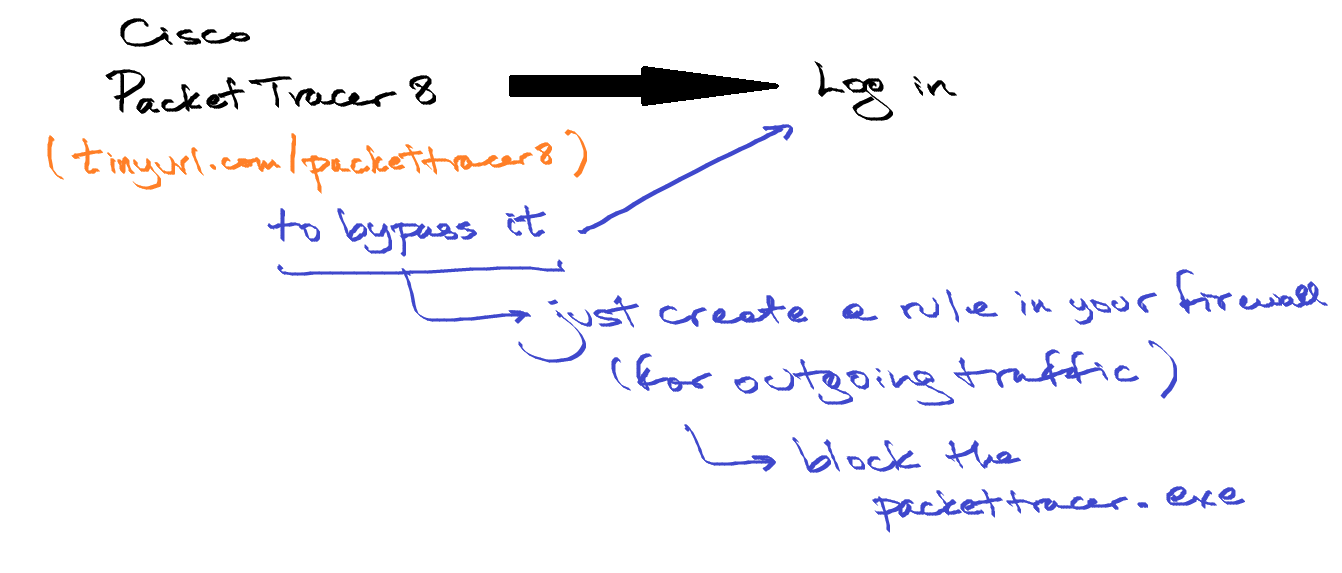 Cisco
Packet Tracer 8
Log in
(tinyurl.com/packettracer8)
to bypass it
just create a rule in your firewall
(for outgoing traffic)
block the
packettracer.exe